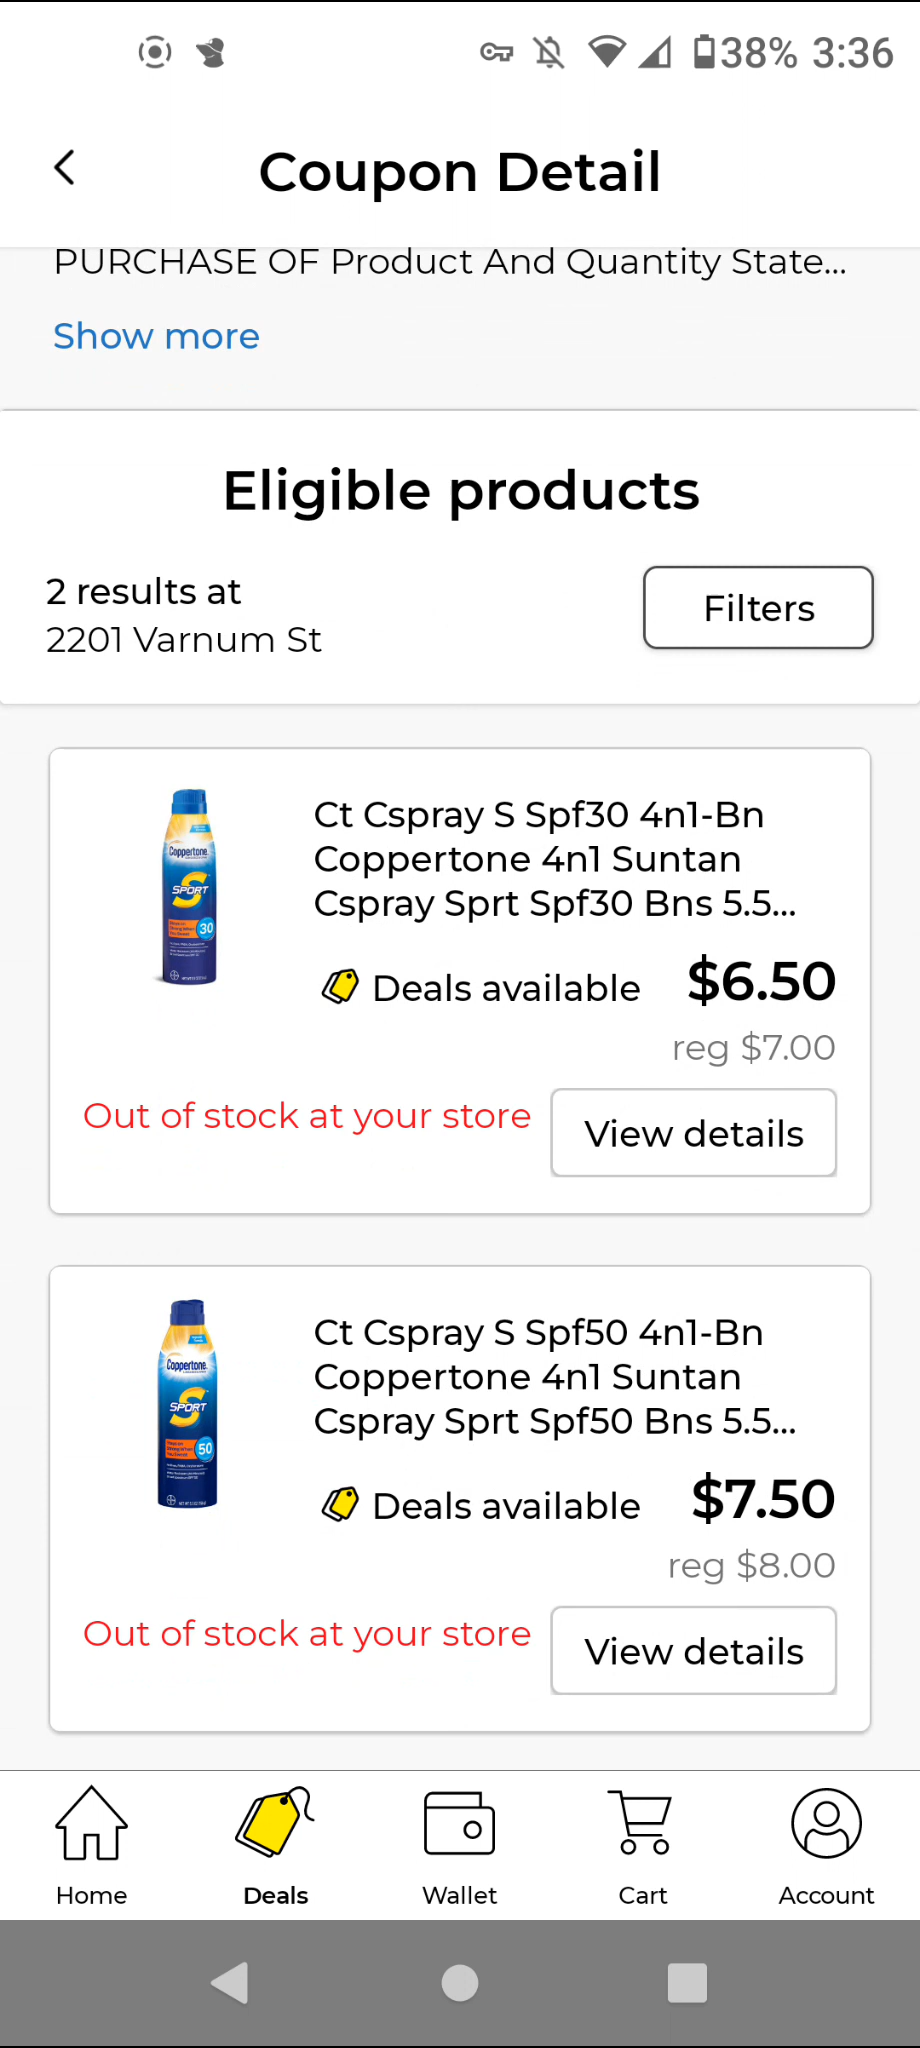 38% 3:36
Coupon Detail
PURCHASE OF Product And Quantity State...
Show more
Eligible products
2 results at
2201 Varnum St
Filters
Ct Cspray S Spf30 4n1-Bn
Coppertone 4n1 Suntan
Cspray Sprt Spf30 Bns 5.5...
Coppertone
SPORT
30
Deals available
$6.50
reg $7.00
Out of stock at your store
View details
Ct Cspray S Spf50 4n1-Bn
Coppertone 4n1 Suntan
Cspray Sprt Spf50 Bns 5.5...
Coppertone
SPORT
50
Deals available
$7.50
reg $8.00
Out of stock at your store
View details
Home
Deals
Wallet
Cart
Account